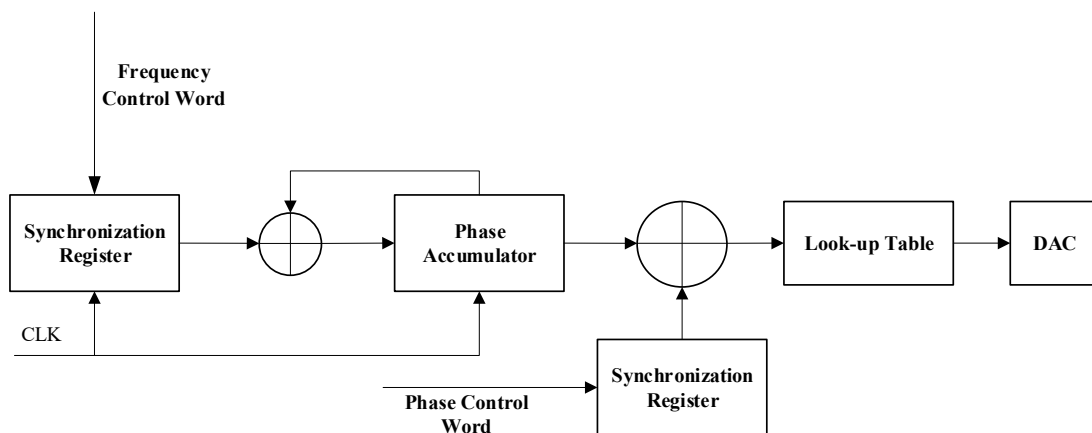 Frequency
Control Word
Synchronization
Register
Phase
Accumulator
Look-up Table
DAC
CLK
Phase Control
Word
Synchronization
Register